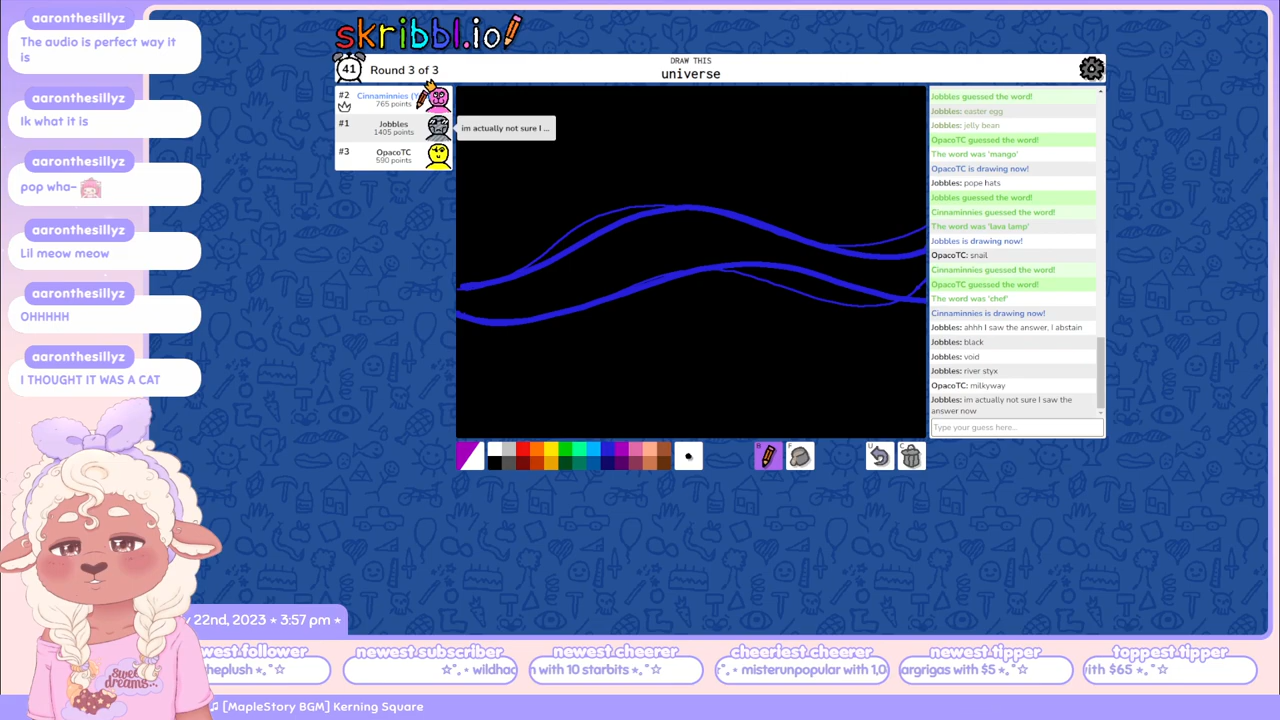 aaronthesillyz
The audio is perfect way it
is
aaronthesillyz
Ik what it is
aaronthesillyz
pop wha-
aaronthesillyz
Lil meow meow
aaronthesillyz
OHHHHH
aaronthesillyz
I THOUGHT IT WAS A CAT
skribbl.io
41
Round 3 of 3
DRAW THIS
universe
#2
Cinnaminnies (Y
765 points
#1
Jobbles
1405 points
#3
OpacoTC
590 points
im actually not sure I ...
Jobbles guessed the word!
Jobbles: easter egg
Jobbles: jelly bean
OpacoTC guessed the word!
The word was 'mango'
OpacoTC is drawing now!
Jobbles: pope hats
Jobbles guessed the word!
Cinnaminnies guessed the word!
The word was 'lava lamp'
Jobbles is drawing now!
OpacoTC: snail
Cinnaminnies guessed the word!
OpacoTC guessed the word!
The word was 'chef'
Cinnaminnies is drawing now!
Jobbles: ahhh I saw the answer, I abstain
Jobbles: black
Jobbles: void
Jobbles: river styx
OpacoTC: milkyway
Jobbles: im actually not sure I saw the
answer now
Type your guess here...
B
F
U
C
sweet
dreams...
22nd, 2023 ⋆ 3:57 pm ⋆
newest follower
theplush ⋆｡˚☆
newest subscriber
☆˚｡⋆ wildhac
newest cheerer
n with 10 starbits ⋆｡˚☆
cheeriest cheerer
˚｡⋆ misterunpopular with 1,0
newest tipper
argrigas with $5 ⋆｡˚☆
toppest tipper
ith $65 ⋆｡˚☆
♫ [MapleStory BGM] Kerning Square